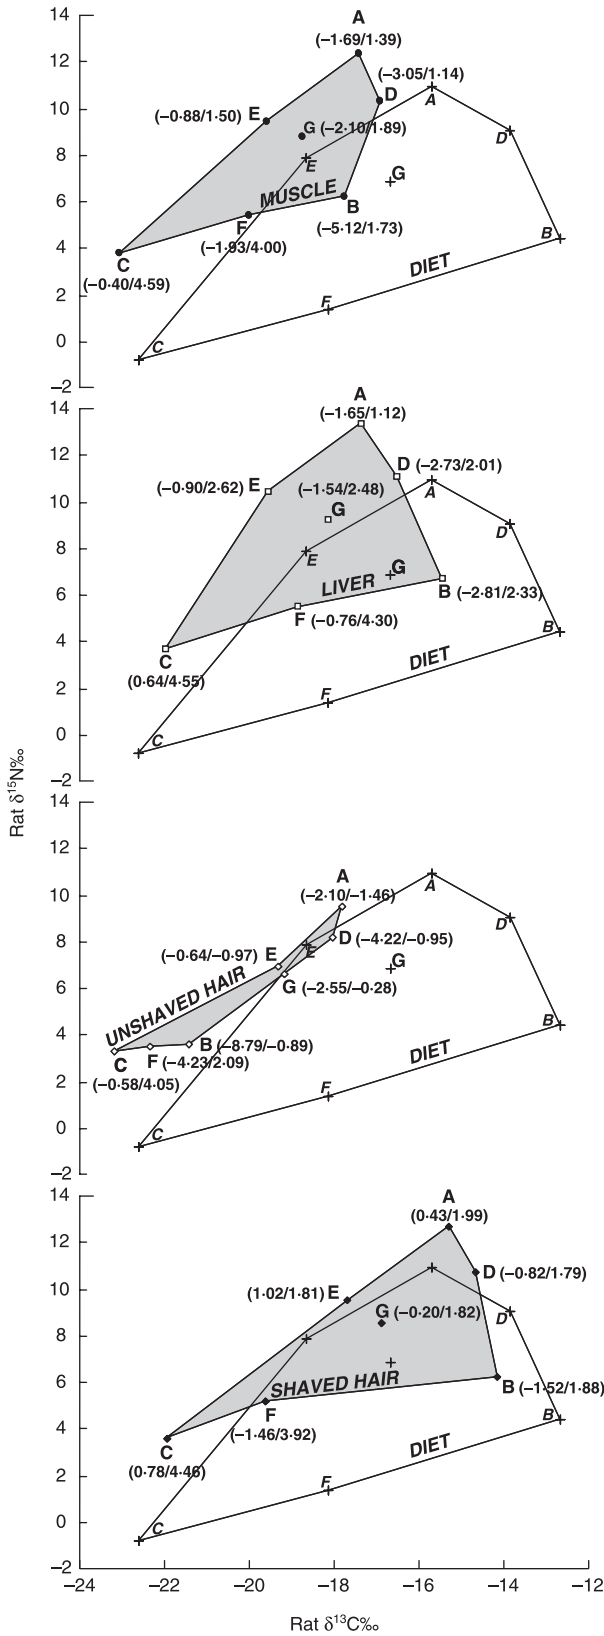 14
12
10
8
6
4
2
0
–2
A
(–1·69/1·39)
(–3·05/1·14)
D
A
(–0·88/1·50) E
G (–2·10/1·89)
D
E
G
MUSCLE
B
F
(–5·12/1·73)
B
(–1·93/4·00)
C
DIET
(–0·40/4·59)
F
C
14
12
10
8
6
4
2
0
–2
A
(–1·65/1·12)
D (–2·73/2·01)
(–0·90/2·62) E
(–1·54/2·48)
A
G
D
E
G
LIVER
B (–2·81/2·33)
F (–0·76/4·30)
B
C
DIET
(0·64/4·55)
F
C
Rat δ15N‰
14
12
10
8
6
4
2
0
–2
A
(–2·10/–1·46)
A
D (–4·22/–0·95)
D
(–0·64/–0·97) E
E
G
G (–2·55/–0·28)
UNSHAVED HAIR
B (–8·79/–0·89)
B
C
F (–4·23/2·09)
DIET
(–0·58/4·05)
F
C
14
12
10
8
6
4
2
0
–2
A
(0·43/1·99)
D (–0·82/1·79)
(1·02/1·81) E
G (–0·20/1·82)
D
SHAVED HAIR
B (–1·52/1·88)
F
B
(–1·46/3·92)
C
DIET
(0·78/4·46)
F
C
–24
–22
–20
–18
–16
–14
–12
Rat δ13C‰